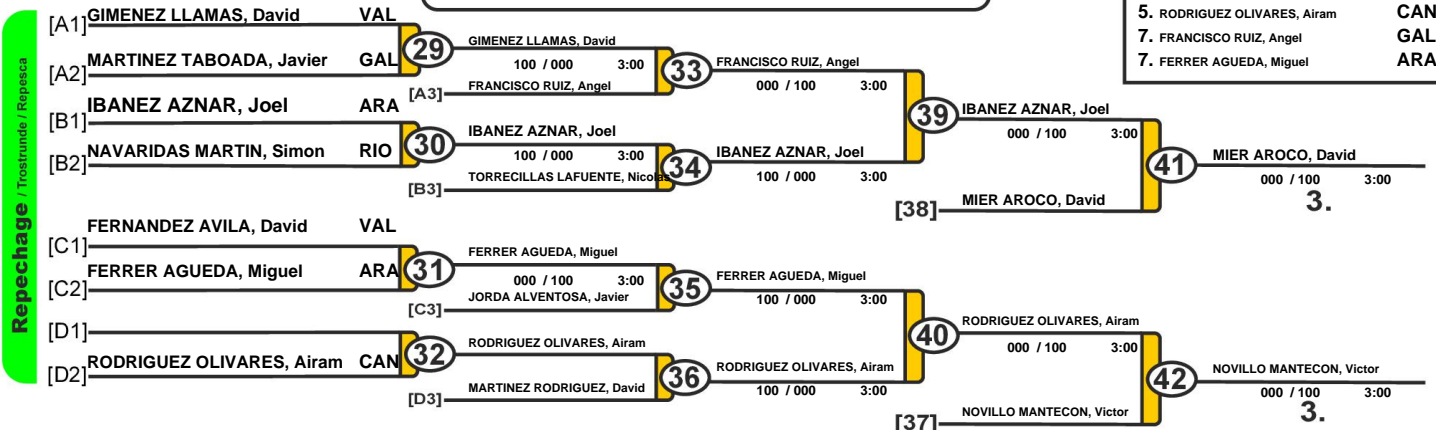 Repechage / Trostrunde / Repesca
[A1] GIMENEZ LLAMAS, David VAL
[A2] MARTINEZ TABOADA, Javier GAL
29
[B1] IBANEZ AZNAR, Joel ARA
[B2] NAVARIDAS MARTIN, Simon RIO
30
[C1] FERNANDEZ AVILA, David VAL
[C2] FERRER AGUEDA, Miguel ARA
31
[D1]
[D2] RODRIGUEZ OLIVARES, Airam CAN
32
GIMENEZ LLAMAS, David
100 / 000 3:00
[A3] FRANCISCO RUIZ, Angel
33
IBANEZ AZNAR, Joel
100 / 000 3:00
[B3] TORRECILLAS LAFUENTE, Nicolas
34
FERRER AGUEDA, Miguel
000 / 100 3:00
[C3] JORDA ALVENTOSA, Javier
35
RODRIGUEZ OLIVARES, Airam
[D3] MARTINEZ RODRIGUEZ, David
36
FRANCISCO RUIZ, Angel
000 / 100 3:00
IBANEZ AZNAR, Joel
100 / 000 3:00
39
FERRER AGUEDA, Miguel
100 / 000 3:00
RODRIGUEZ OLIVARES, Airam
100 / 000 3:00
40
IBANEZ AZNAR, Joel
000 / 100 3:00
[38] MIER AROCO, David
41
RODRIGUEZ OLIVARES, Airam
000 / 100 3:00
[37] NOVILLO MANTECON, Victor
42
MIER AROCO, David
000 / 100 3:00
3.
NOVILLO MANTECON, Victor
000 / 100 3:00
3.
5. RODRIGUEZ OLIVARES, Airam CAN
7. FRANCISCO RUIZ, Angel GAL
7. FERRER AGUEDA, Miguel ARA